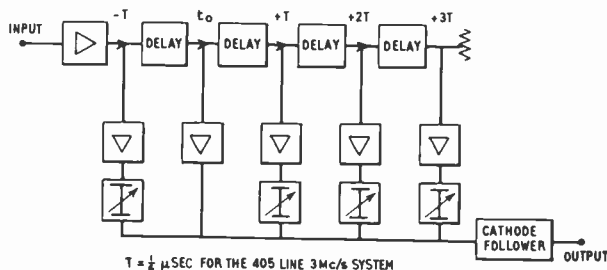 -T t₀ +T +2T +3T
INPUT DELAY DELAY DELAY DELAY
CATHODE
FOLLOWER
OUTPUT
T = ¼ μSEC FOR THE 405 LINE 3Mc/s SYSTEM